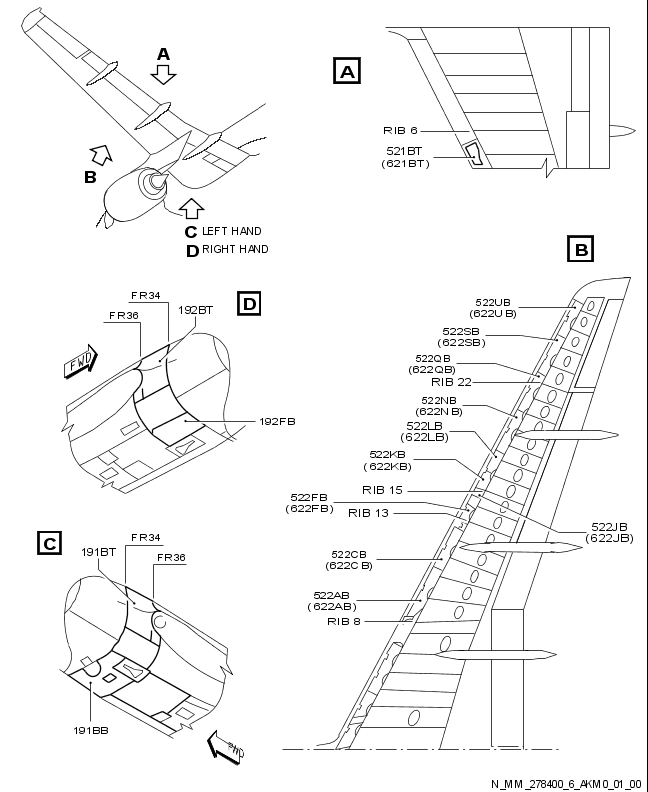 A
B
C LEFT HAND
D RIGHT HAND
A
RIB 6
521BT
(621BT)
B
522UB
(622UB)
522SB
(622SB)
522QB
(622QB)
RIB 22
522NB
(622NB)
522LB
(622LB)
522KB
(622KB)
RIB 15
522FB
(622FB)
RIB 13
522JB
(622JB)
522CB
(622CB)
522AB
(622AB)
RIB 8
D
FR34
192BT
FR36
FWD
192FB
C
FR34
191BT
FR36
191BB
FWD
N_MM_278400_6_AKM0_01_00